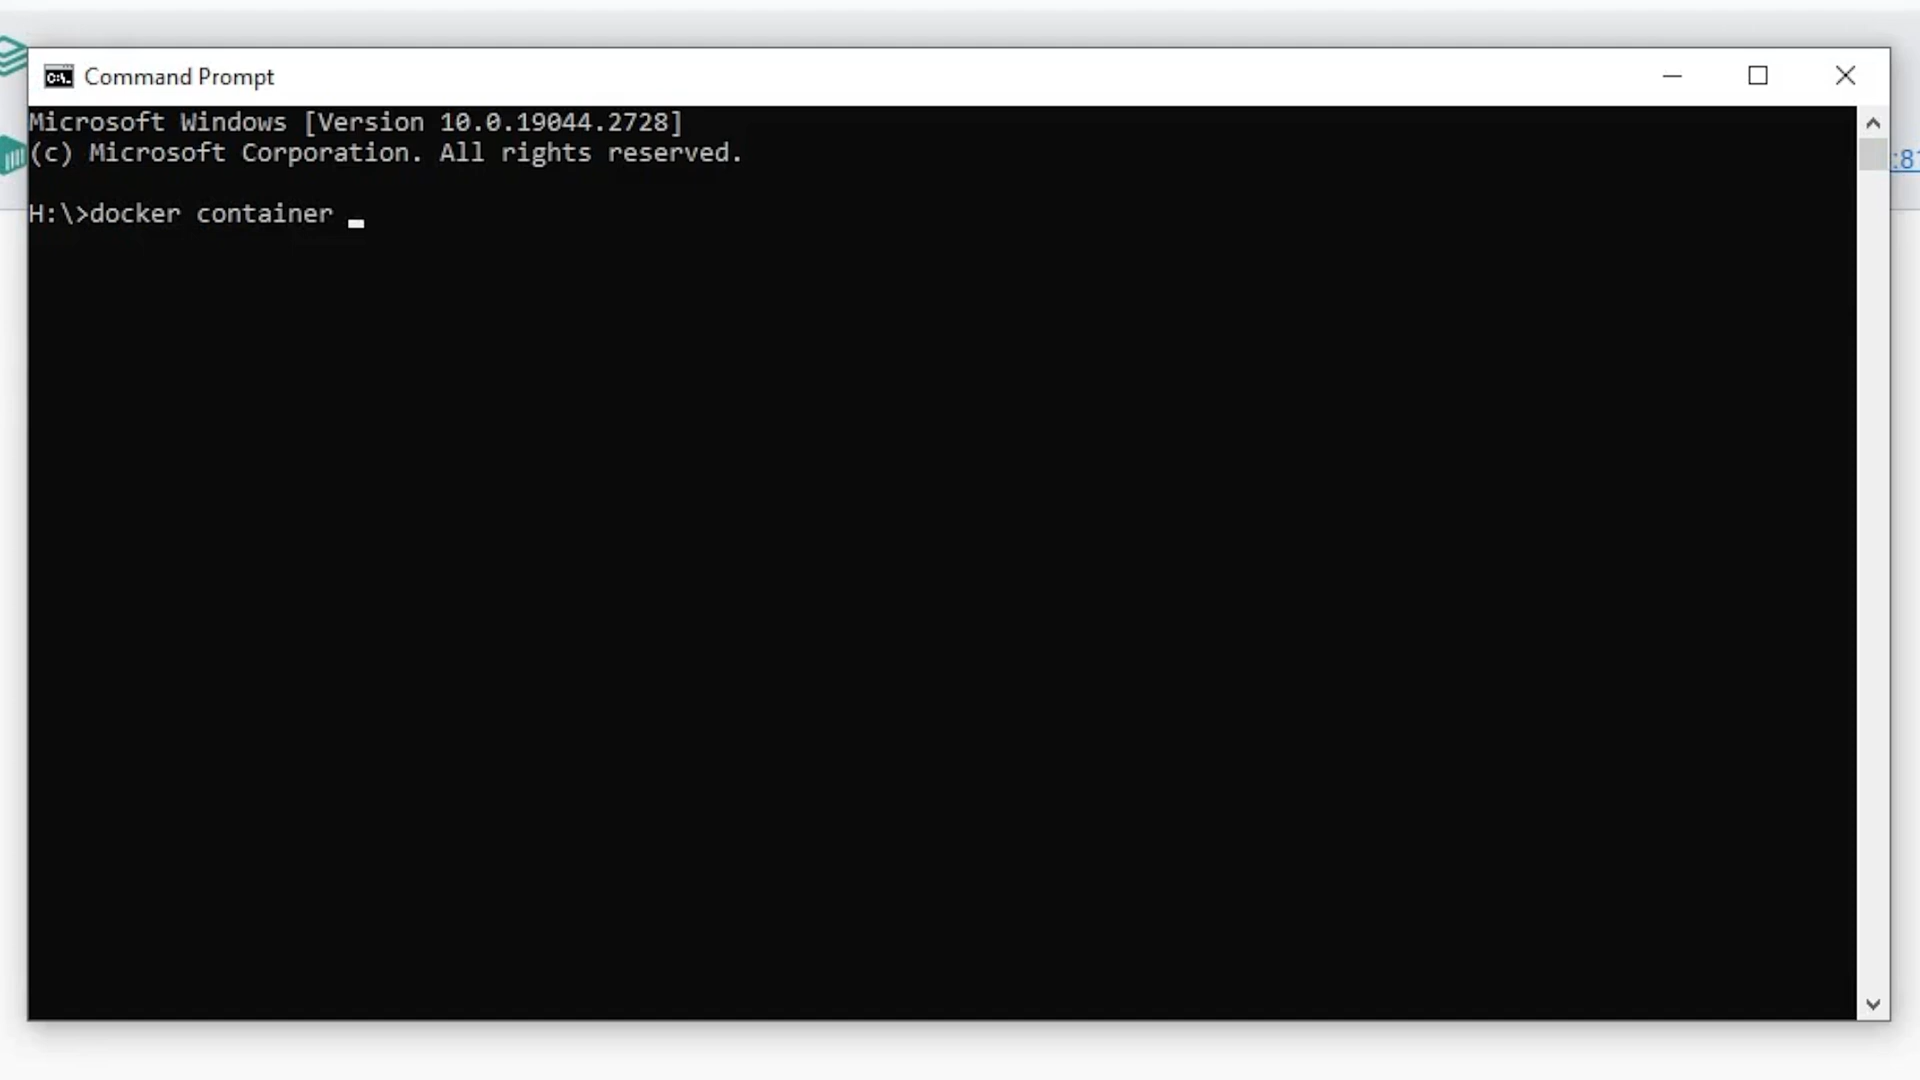 Command Prompt
Microsoft Windows [Version 10.0.19044.2728]
(c) Microsoft Corporation. All rights reserved.
H:\>docker container